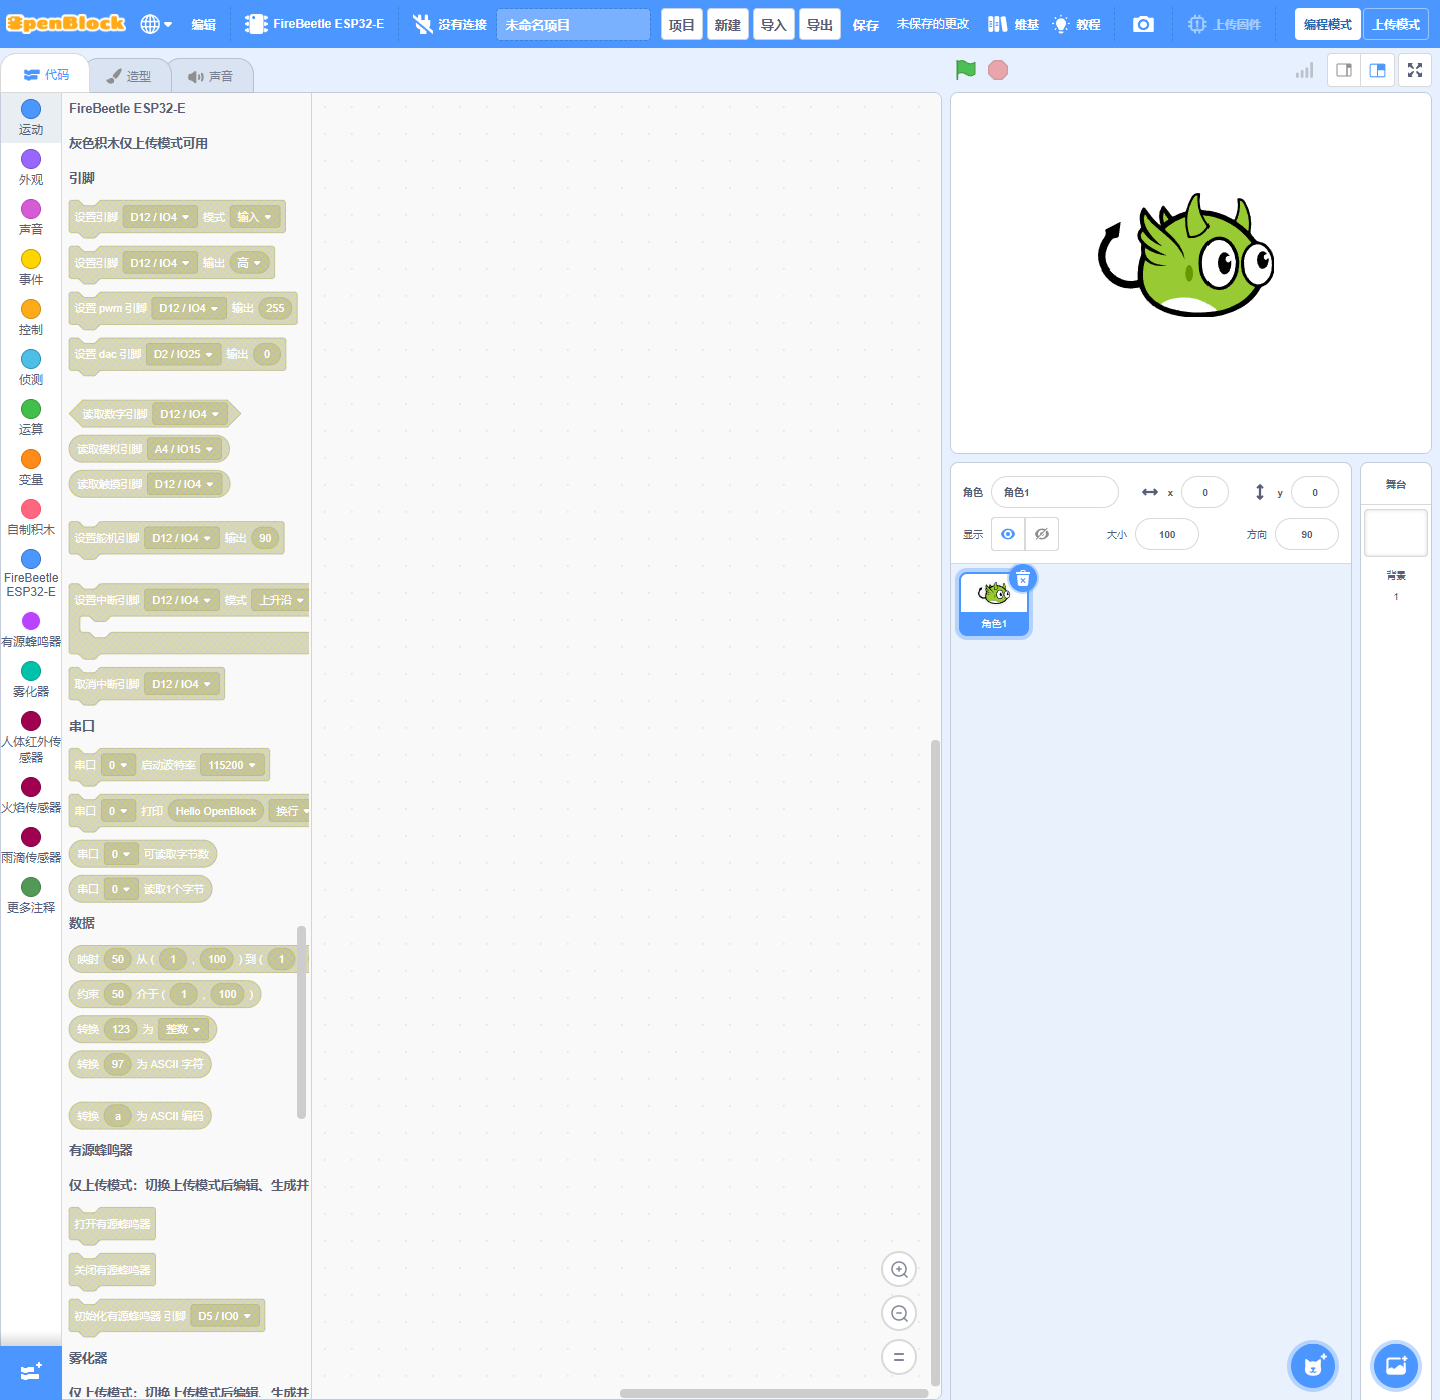 OpenBlock 编辑 FireBeetle ESP32-E 没有连接 未命名项目 项目 新建 导入 导出 保存 未保存的更改 维基 教程 上传固件 编程模式 上传模式
代码 造型 声音
运动
外观
声音
事件
控制
侦测
运算
变量
自制积木
FireBeetle
ESP32-E
有源蜂鸣器
雾化器
人体红外传
感器
火焰传感器
雨滴传感器
更多注释
FireBeetle ESP32-E
灰色积木仅上传模式可用
引脚
设置引脚 D12 / IO4 模式 输入
设置引脚 D12 / IO4 输出 高
设置 pwm 引脚 D12 / IO4 输出 255
设置 dac 引脚 D2 / IO25 输出 0
读取数字引脚 D12 / IO4
读取模拟引脚 A4 / IO15
读取触摸引脚 D12 / IO4
设置舵机引脚 D12 / IO4 输出 90
设置中断引脚 D12 / IO4 模式 上升沿
取消中断引脚 D12 / IO4
串口
串口 0 启动波特率 115200
串口 0 打印 Hello OpenBlock 换行
串口 0 可读取字节数
串口 0 读取1个字节
数据
映射 50 从 ( 1 , 100 ) 到 ( 1
约束 50 介于 ( 1 , 100 )
转换 123 为 整数
转换 97 为 ASCII 字符
转换 a 为 ASCII 编码
有源蜂鸣器
仅上传模式：切换上传模式后编辑、生成并
打开有源蜂鸣器
关闭有源蜂鸣器
初始化有源蜂鸣器 引脚 D5 / IO0
雾化器
仅上传模式：切换上传模式后编辑、生成并
角色 角色1 x 0 y 0
显示 大小 100 方向 90
角色1
舞台
背景
1